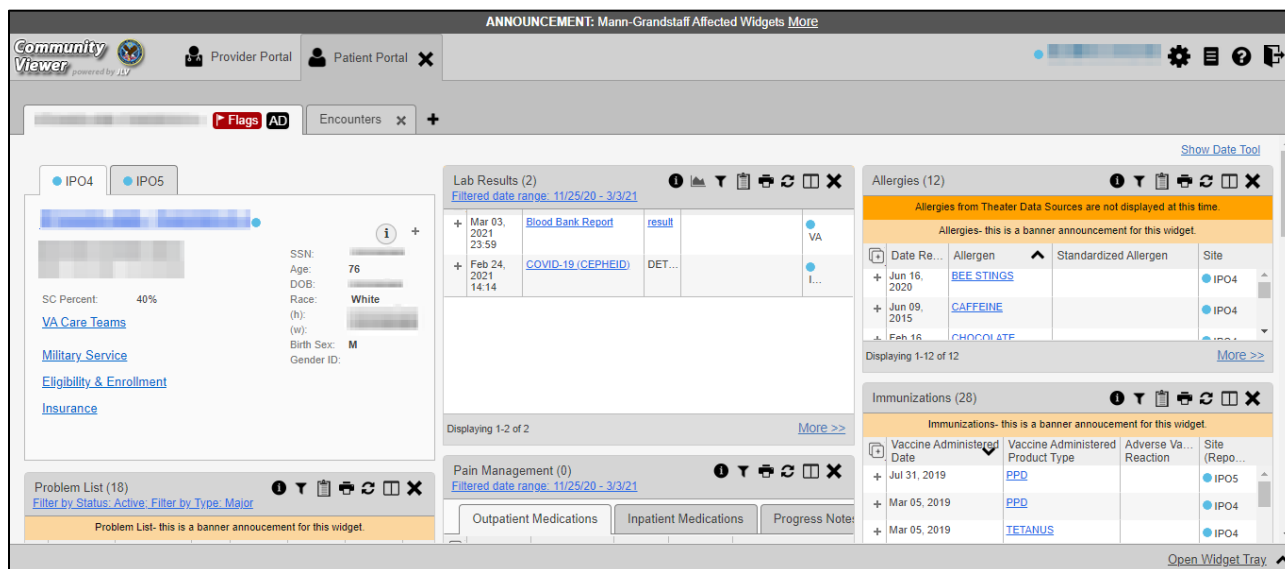 ANNOUNCEMENT: Mann-Grandstaff Affected Widgets More
Community Viewer powered by JLV
Provider Portal
Patient Portal
Flags AD
Encounters
Show Date Tool
IPO4 IPO5
SSN:
Age: 76
DOB:
SC Percent: 40%
Race: White
(h):
(w):
VA Care Teams
Birth Sex: M
Gender ID:
Military Service
Eligibility & Enrollment
Insurance
Problem List (18)
Filter by Status: Active; Filter by Type: Major
Problem List- this is a banner annoucement for this widget.
Lab Results (2)
Filtered date range: 11/25/20 - 3/3/21
Mar 03, 2021 23:59 Blood Bank Report result VA
Feb 24, 2021 14:14 COVID-19 (CEPHEID) DET... I...
Displaying 1-2 of 2 More >>
Pain Management (0)
Filtered date range: 11/25/20 - 3/3/21
Outpatient Medications Inpatient Medications Progress Notes
Allergies (12)
Allergies from Theater Data Sources are not displayed at this time.
Allergies- this is a banner annoucement for this widget.
Date Re... Allergen Standardized Allergen Site
Jun 16, 2020 BEE STINGS IPO4
Jun 09, 2015 CAFFEINE IPO4
Feb 16 CHOCOLATE IPO4
Displaying 1-12 of 12 More >>
Immunizations (28)
Immunizations- this is a banner annoucement for this widget.
Vaccine Administered Date Vaccine Administered Product Type Adverse Va... Reaction Site (Repo...
Jul 31, 2019 PPD IPO5
Mar 05, 2019 PPD IPO4
Mar 05, 2019 TETANUS IPO4
Open Widget Tray